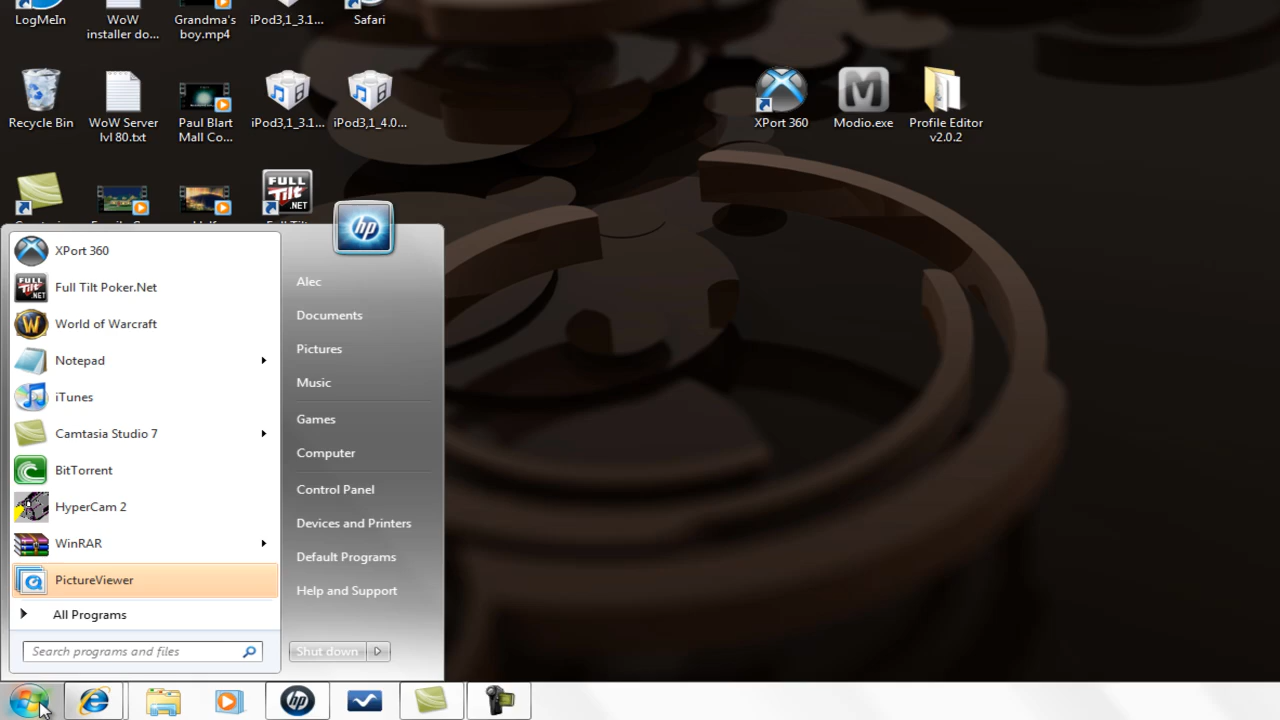 LogMeIn
WoW installer do...
Grandma's boy.mp4
iPod3,1_3.1...
Safari
Recycle Bin
WoW Server lvl 80.txt
Paul Blart Mall Co...
iPod3,1_3.1...
iPod3,1_4.0...
XPort 360
Modio.exe
Profile Editor v2.0.2
FULL
TiLT
.NET
hp
XPort 360
Full Tilt Poker.Net
World of Warcraft
Notepad
iTunes
Camtasia Studio 7
BitTorrent
HyperCam 2
WinRAR
PictureViewer
All Programs
Search programs and files
Alec
Documents
Pictures
Music
Games
Computer
Control Panel
Devices and Printers
Default Programs
Help and Support
Shut down
hp